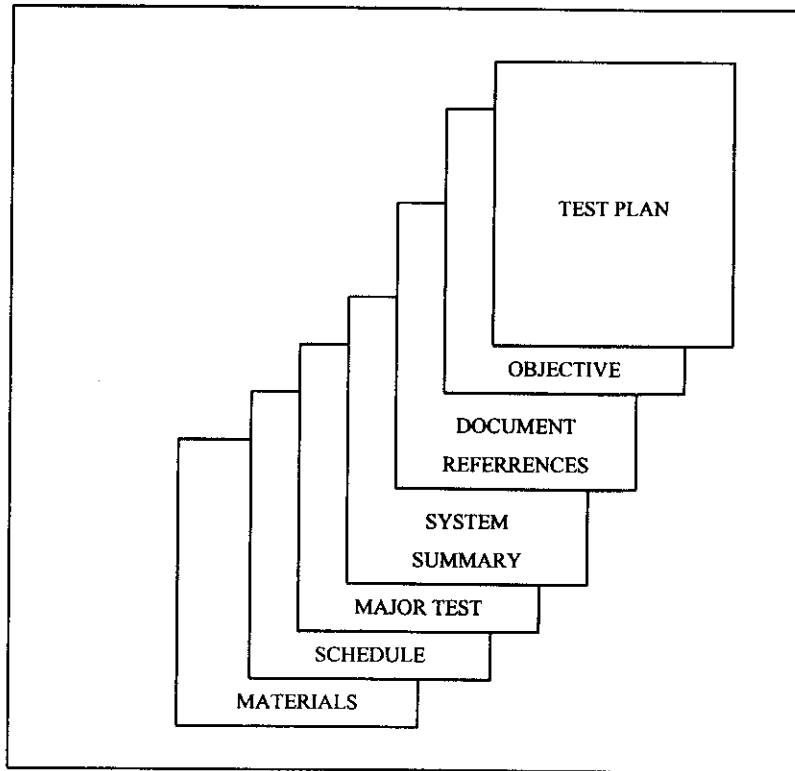 TEST PLAN
OBJECTIVE
DOCUMENT
REFERRENCES
SYSTEM
SUMMARY
MAJOR TEST
SCHEDULE
MATERIALS